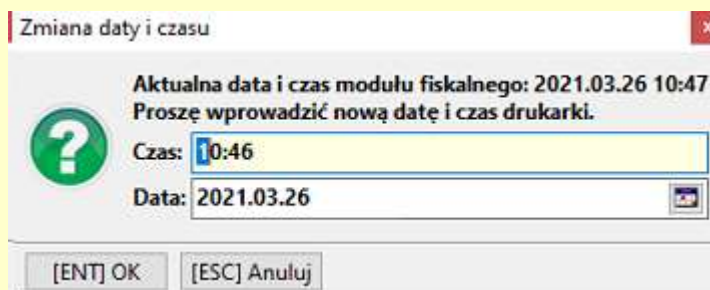 Zmiana daty i czasu
Aktualna data i czas modułu fiskalnego: 2021.03.26 10:47
Proszę wprowadzić nową datę i czas drukarki.
Czas: 10:46
Data: 2021.03.26
[ENT] OK [ESC] Anuluj